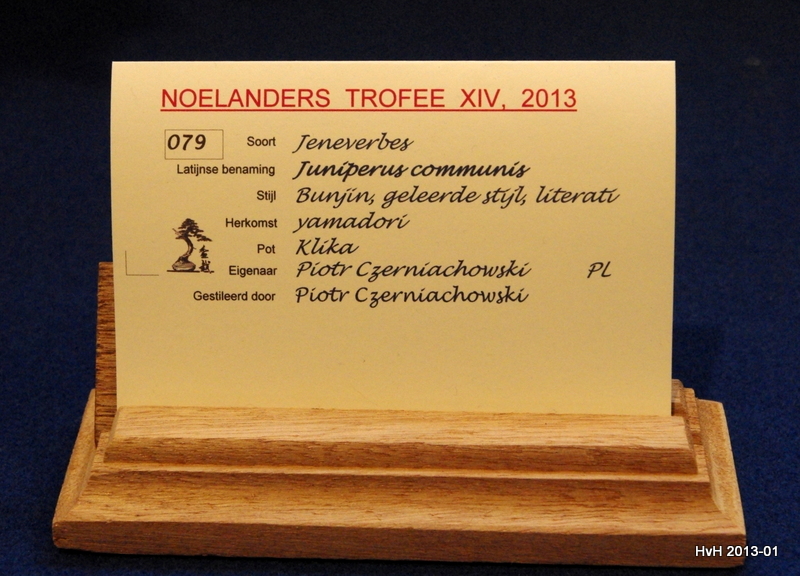 NOELANDERS TROFEE XIV, 2013
079 Soort Jeneverbes
Latijnse benaming Juniperus communis
Stijl Bunjin, geleerde stijl, literati
Herkomst yamadori
Pot Klika
Eigenaar Piotr Czerniachowski PL
Gestileerd door Piotr Czerniachowski
HvH 2013-01